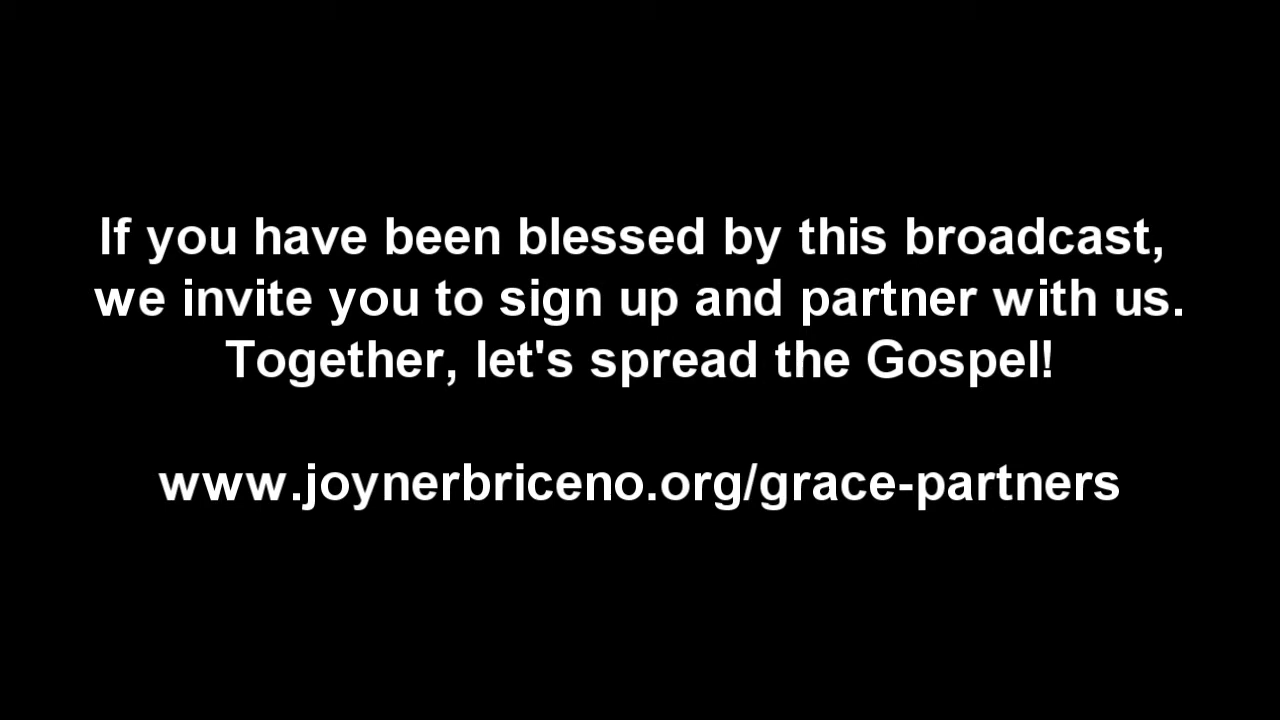 If you have been blessed by this broadcast,
we invite you to sign up and partner with us.
Together, let's spread the Gospel!
www.joynerbriceno.org/grace-partners